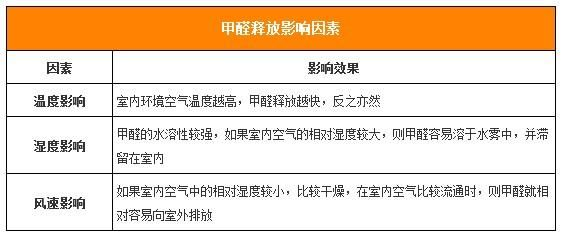 甲醛释放影响因素
因素 影响效果
温度影响 室内环境空气温度越高，甲醛释放越快，反之亦然
湿度影响 甲醛的水溶性较强，如果室内空气的相对湿度较大，则甲醛容易溶于水雾中，并滞
留在室内
风速影响 如果室内空气中的相对湿度较小，比较干燥，在室内空气比较流通时，则甲醛就相
对容易向室外排放